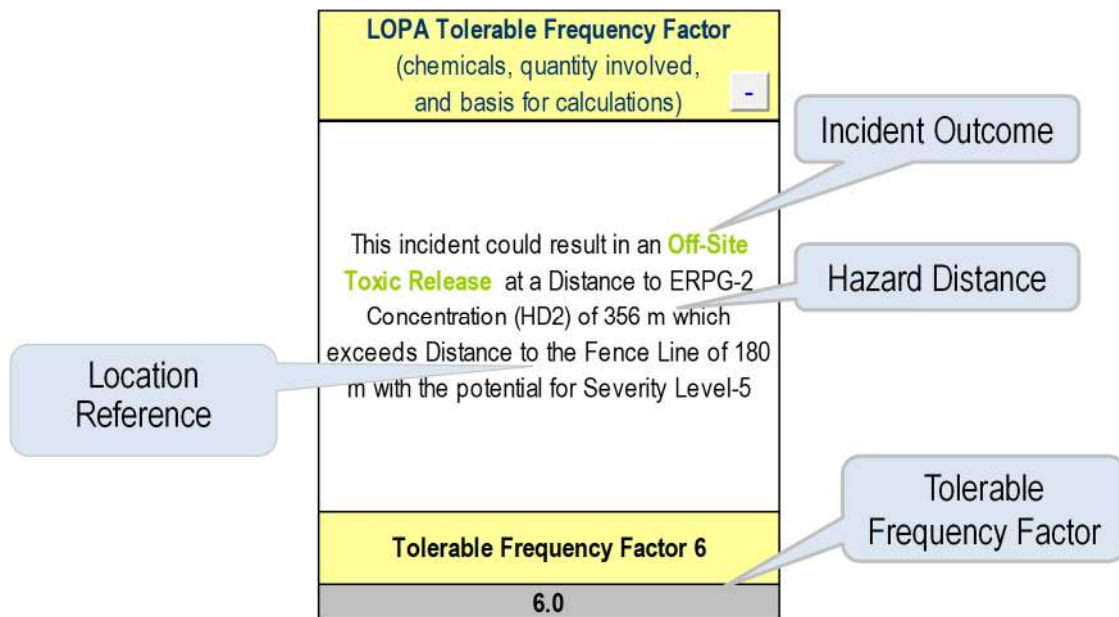 LOPA Tolerable Frequency Factor
(chemicals, quantity involved,
and basis for calculations)
-
Incident Outcome
This incident could result in an Off-Site
Toxic Release at a Distance to ERPG-2
Concentration (HD2) of 356 m which
exceeds Distance to the Fence Line of 180
m with the potential for Severity Level-5
Hazard Distance
Location
Reference
Tolerable
Frequency Factor
Tolerable Frequency Factor 6
6.0